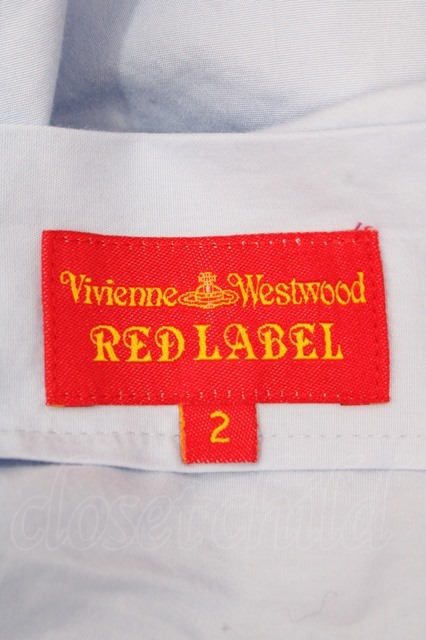 Vivienne Westwood
RED LABEL
2
closetchild